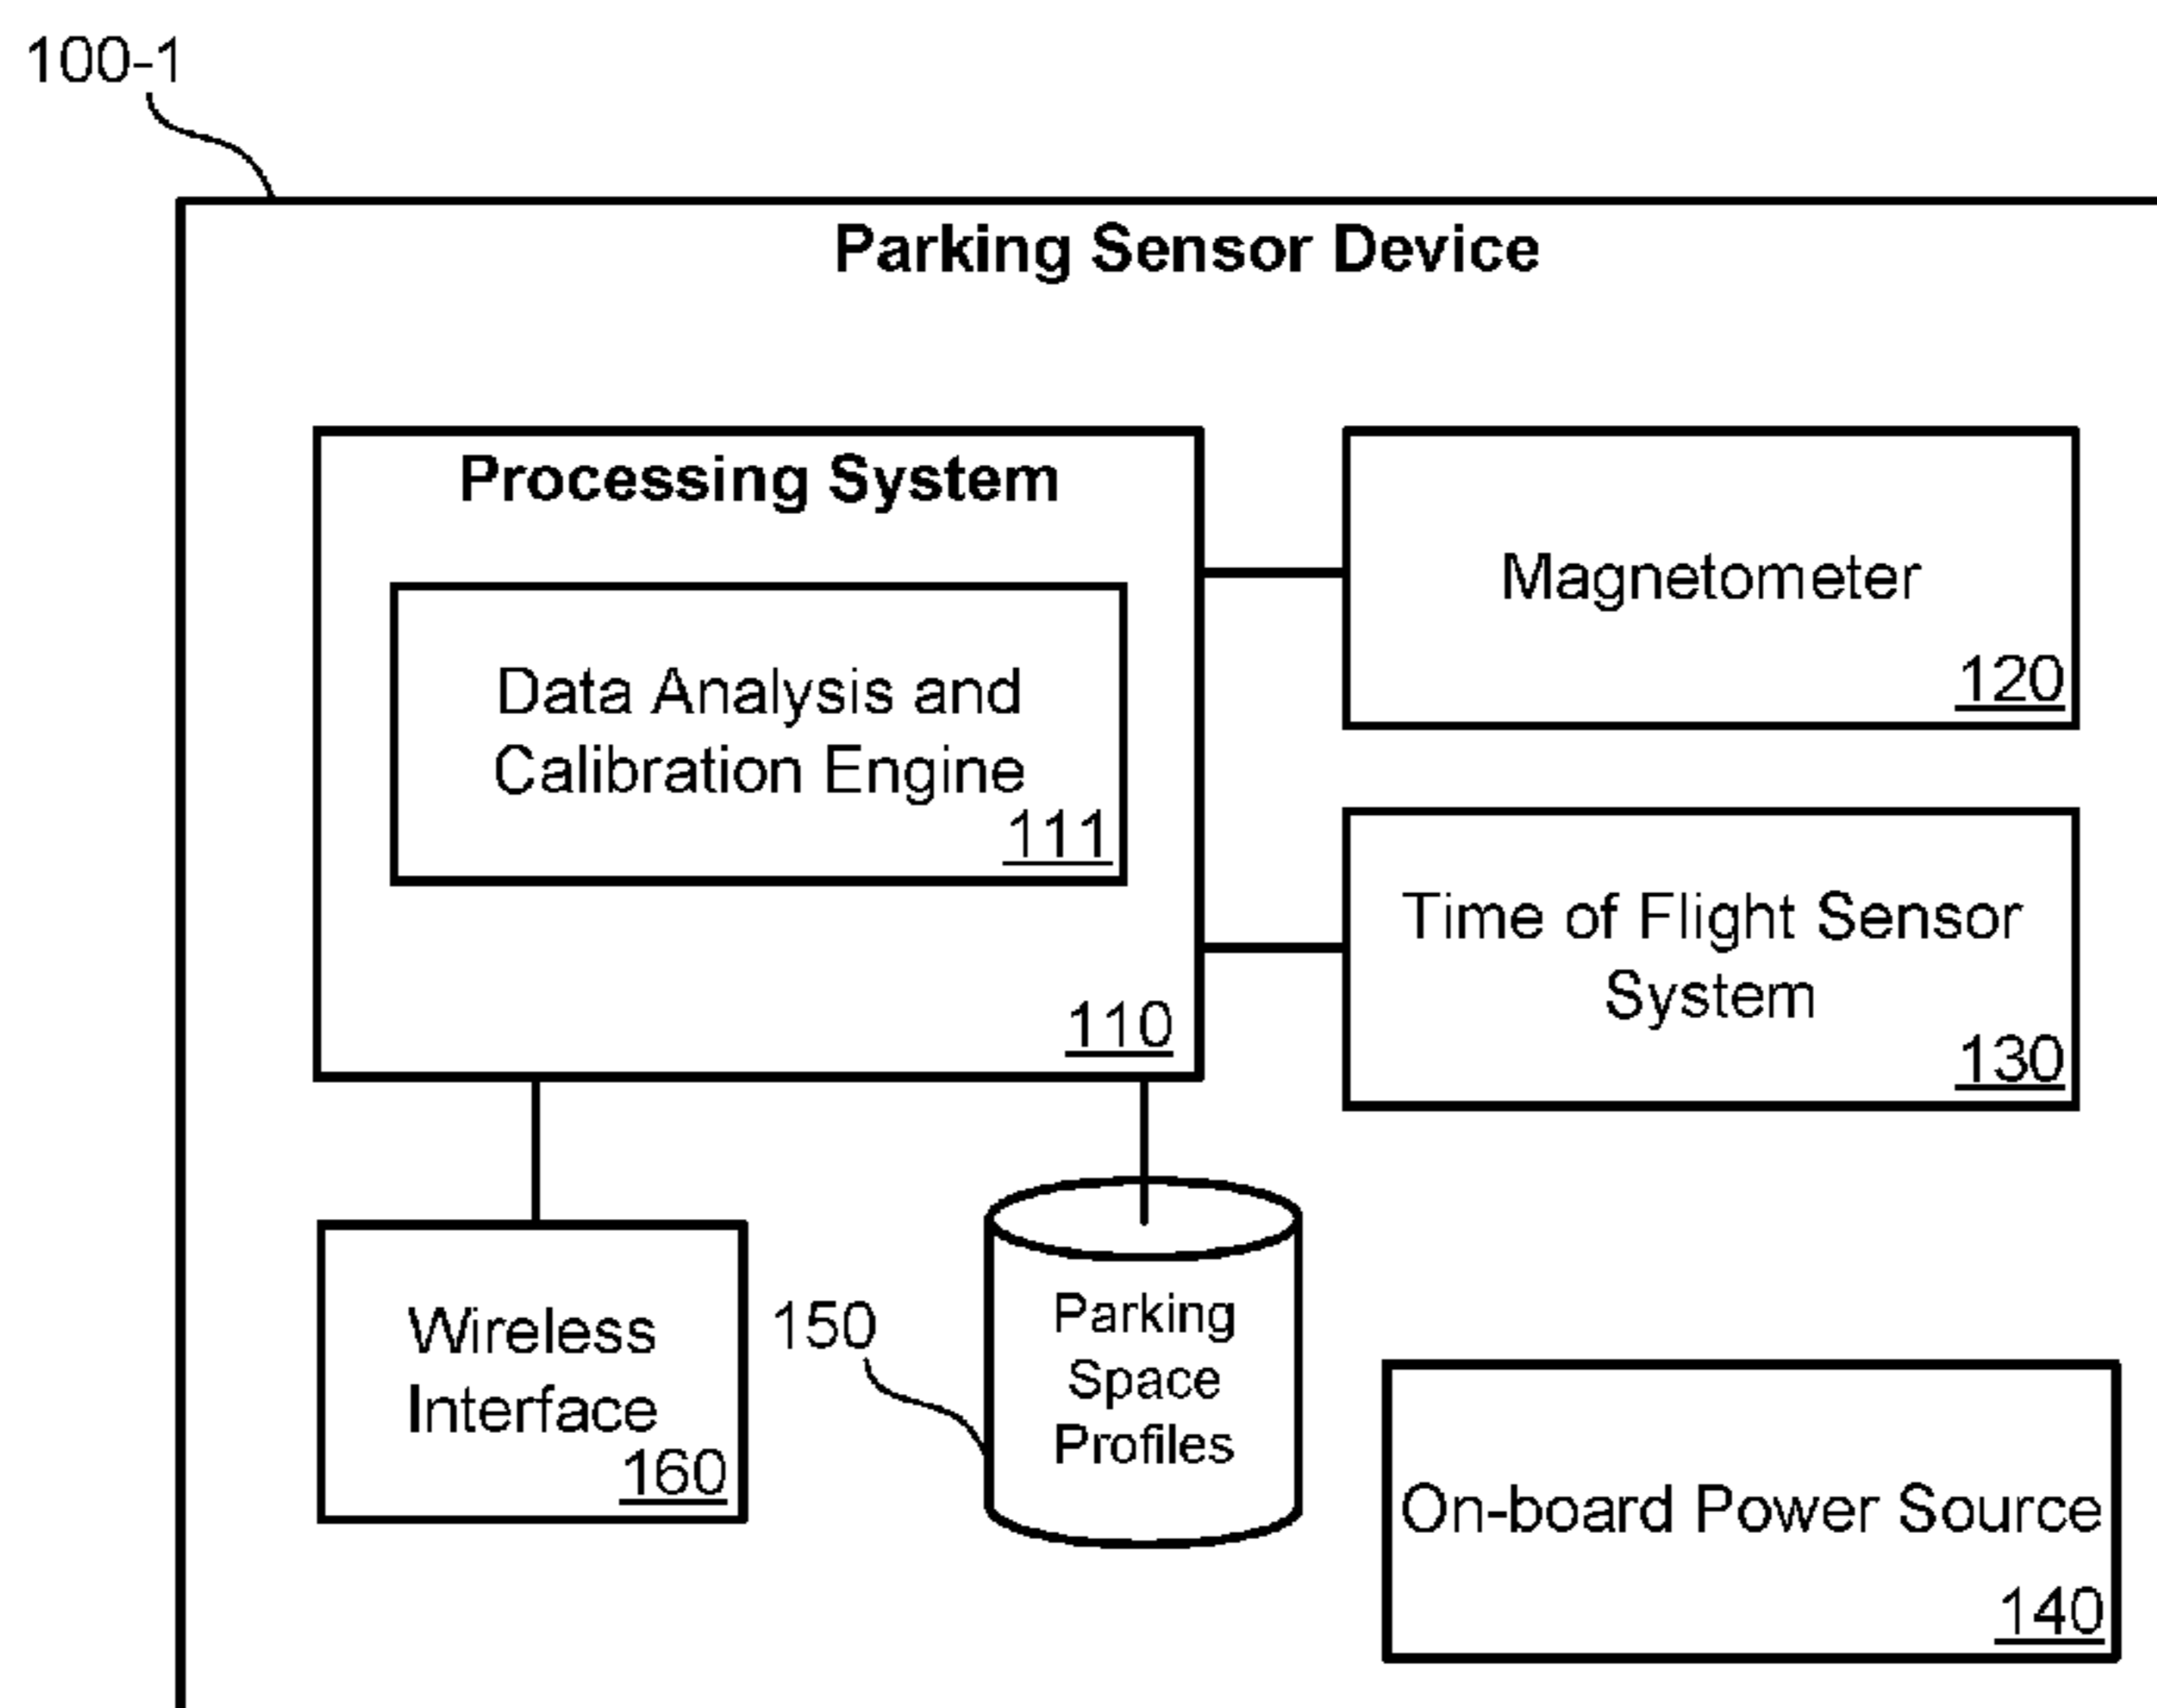 100-1
Parking Sensor Device
Processing System
Data Analysis and
Calibration Engine
111
110
Magnetometer
120
Time of Flight Sensor
System
130
Wireless
Interface
160
150
Parking
Space
Profiles
On-board Power Source
140